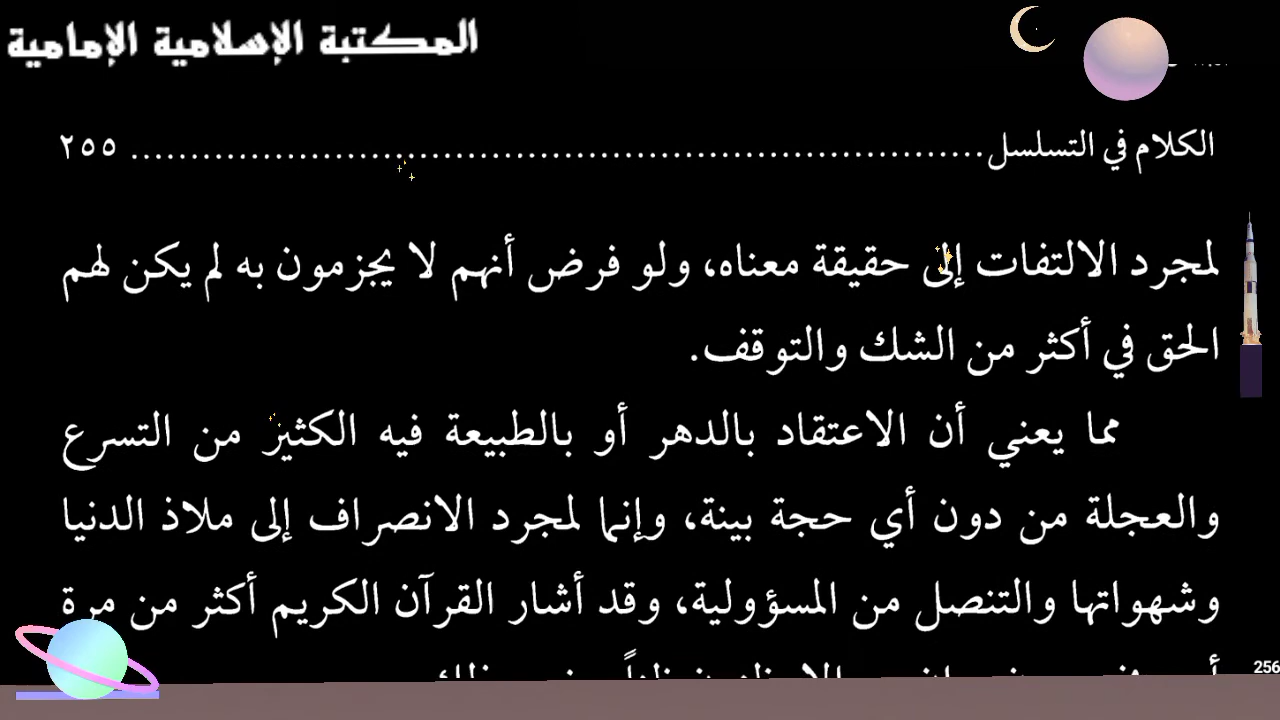 المكتبة الإسلامية الإمامية
الكلام في التسلسل ........................................................ ٢٥٥
لمجرد الالتفات إلى حقيقة معناه، ولو فرض أنهم لا يجزمون به لم يكن لهم
الحق في أكثر من الشك والتوقف.
مما يعني أن الاعتقاد بالدهر أو بالطبيعة فيه الكثير من التسرع
والعجلة من دون أي حجة بينة، وإنما لمجرد الانصراف إلى ملاذ الدنيا
وشهواتها والتنصل من المسؤولية، وقد أشار القرآن الكريم أكثر من مرة
256